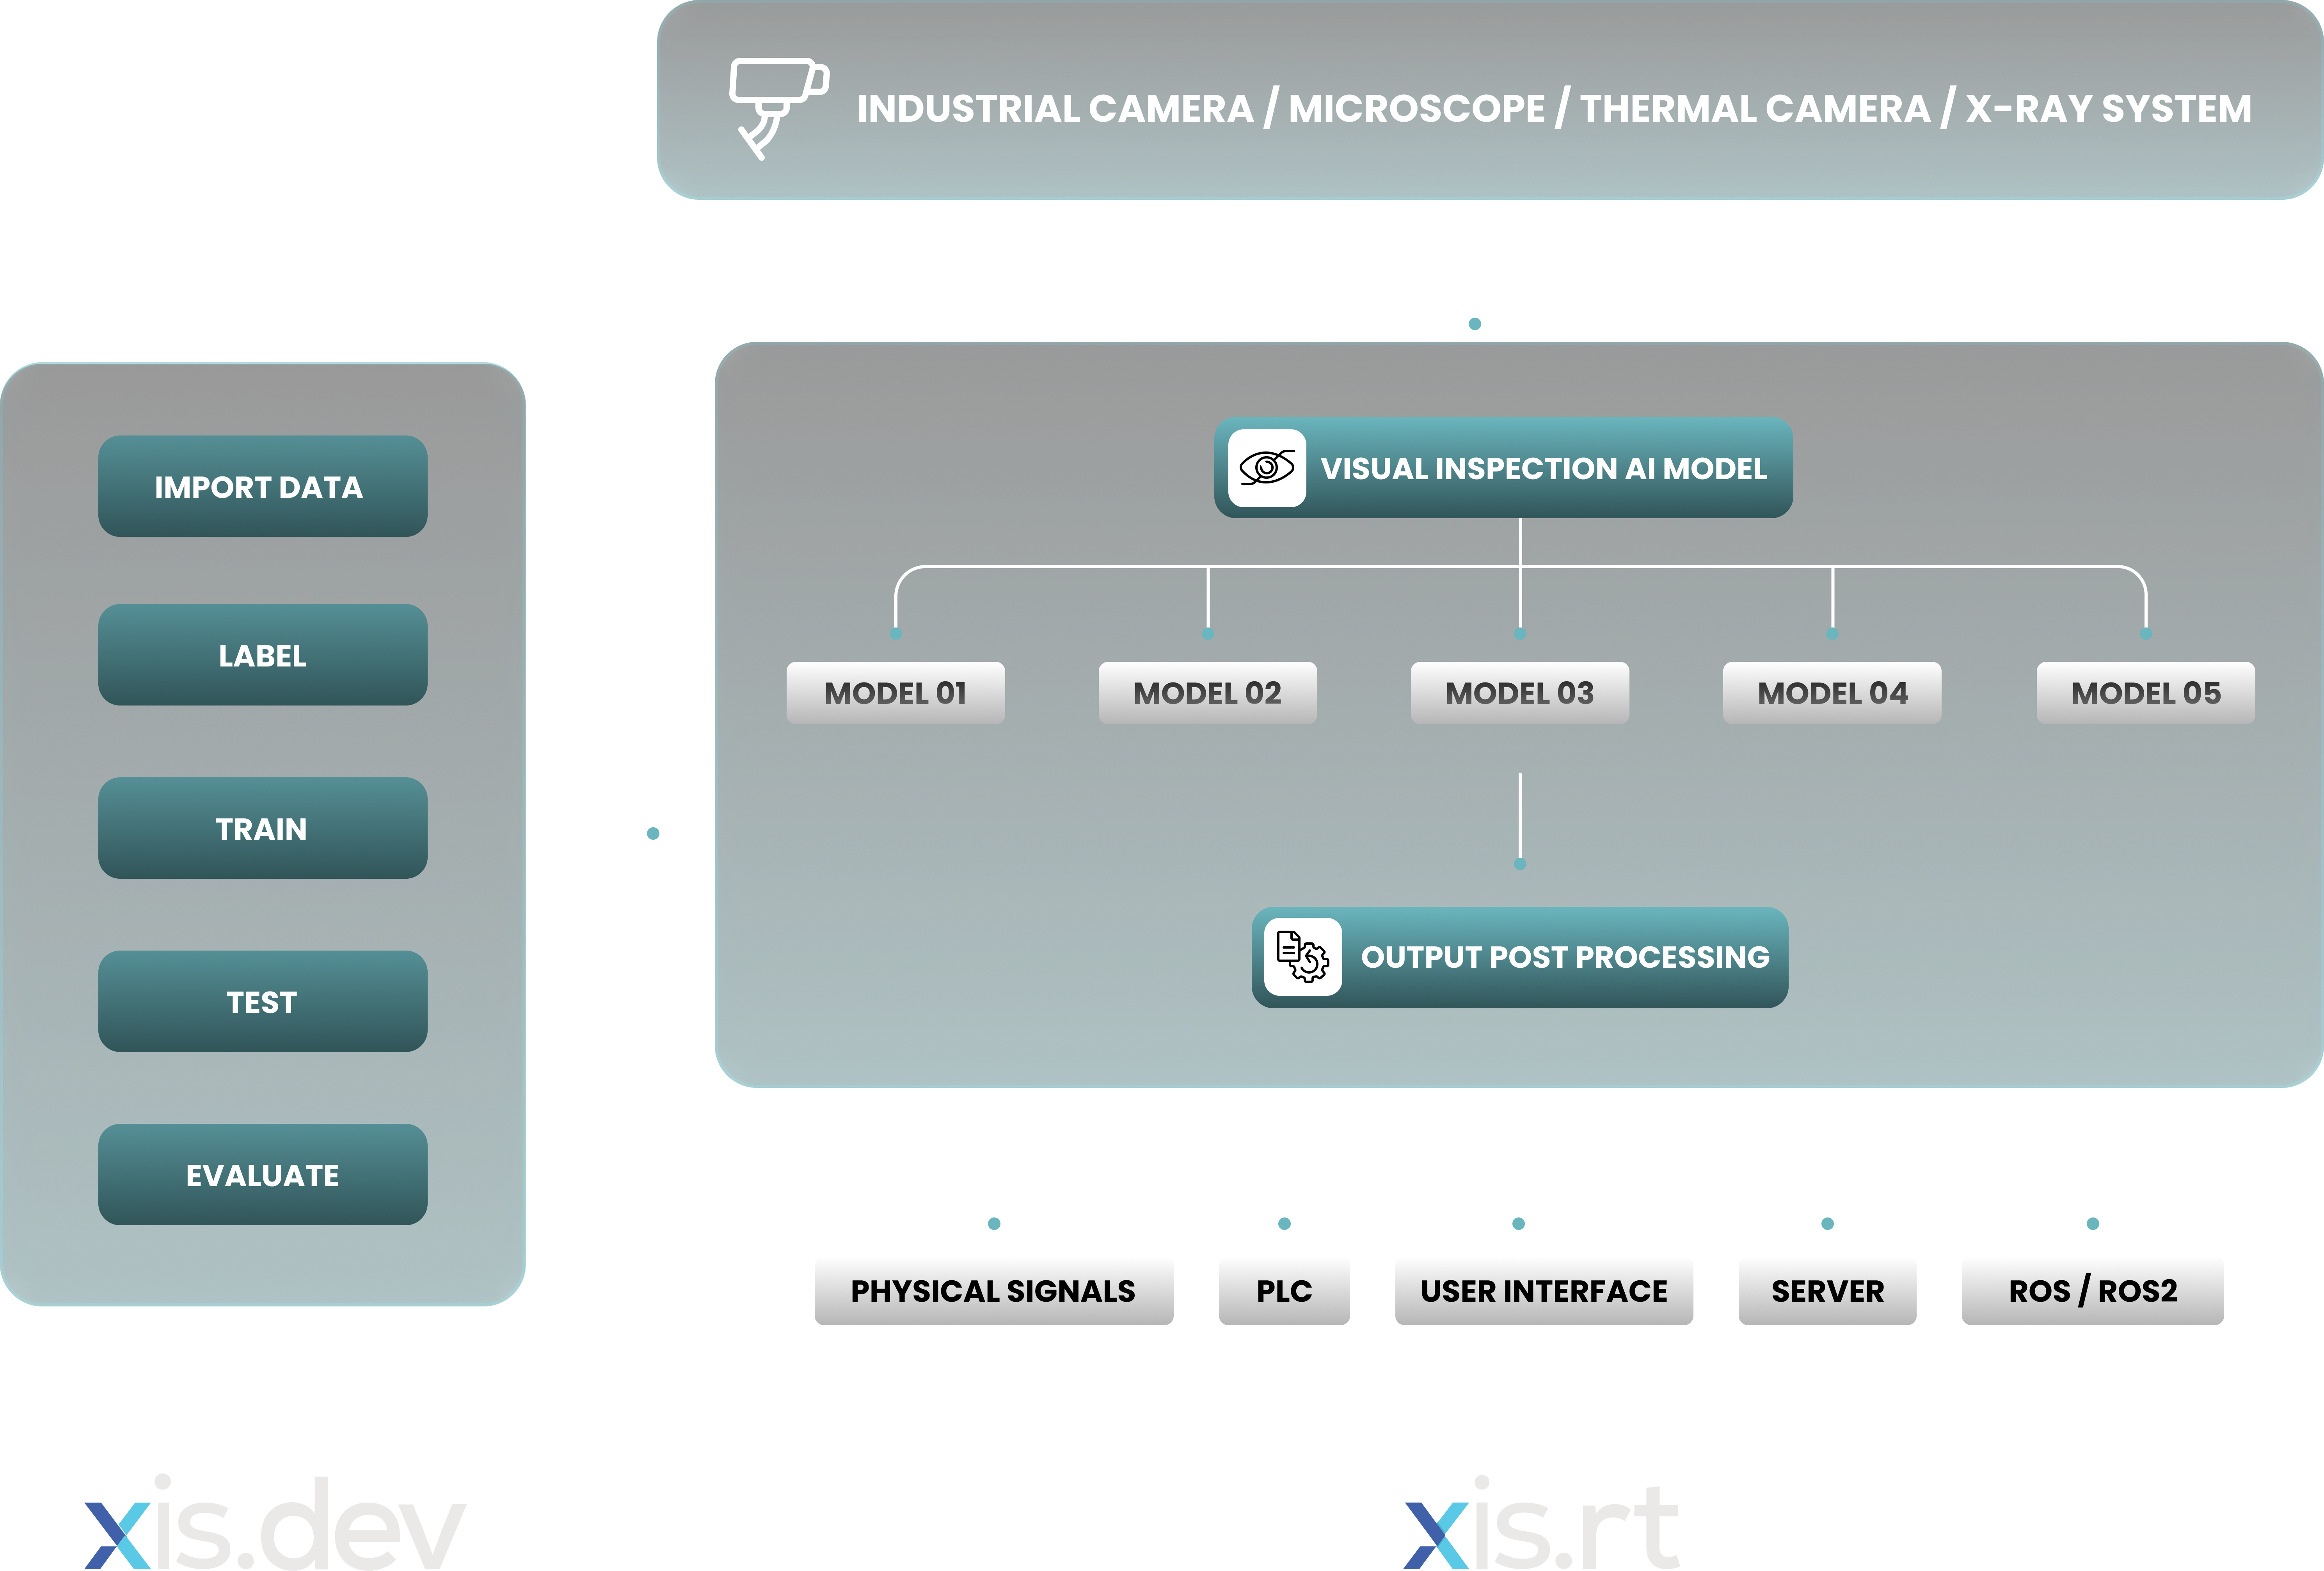 INDUSTRIAL CAMERA / MICROSCOPE / THERMAL CAMERA / X-RAY SYSTEM
IMPORT DATA
LABEL
TRAIN
TEST
EVALUATE
VISUAL INSPECTION AI MODEL
MODEL 01
MODEL 02
MODEL 03
MODEL 04
MODEL 05
OUTPUT POST PROCESSING
PHYSICAL SIGNALS
PLC
USER INTERFACE
SERVER
ROS / ROS2
xis.dev
xis.rt